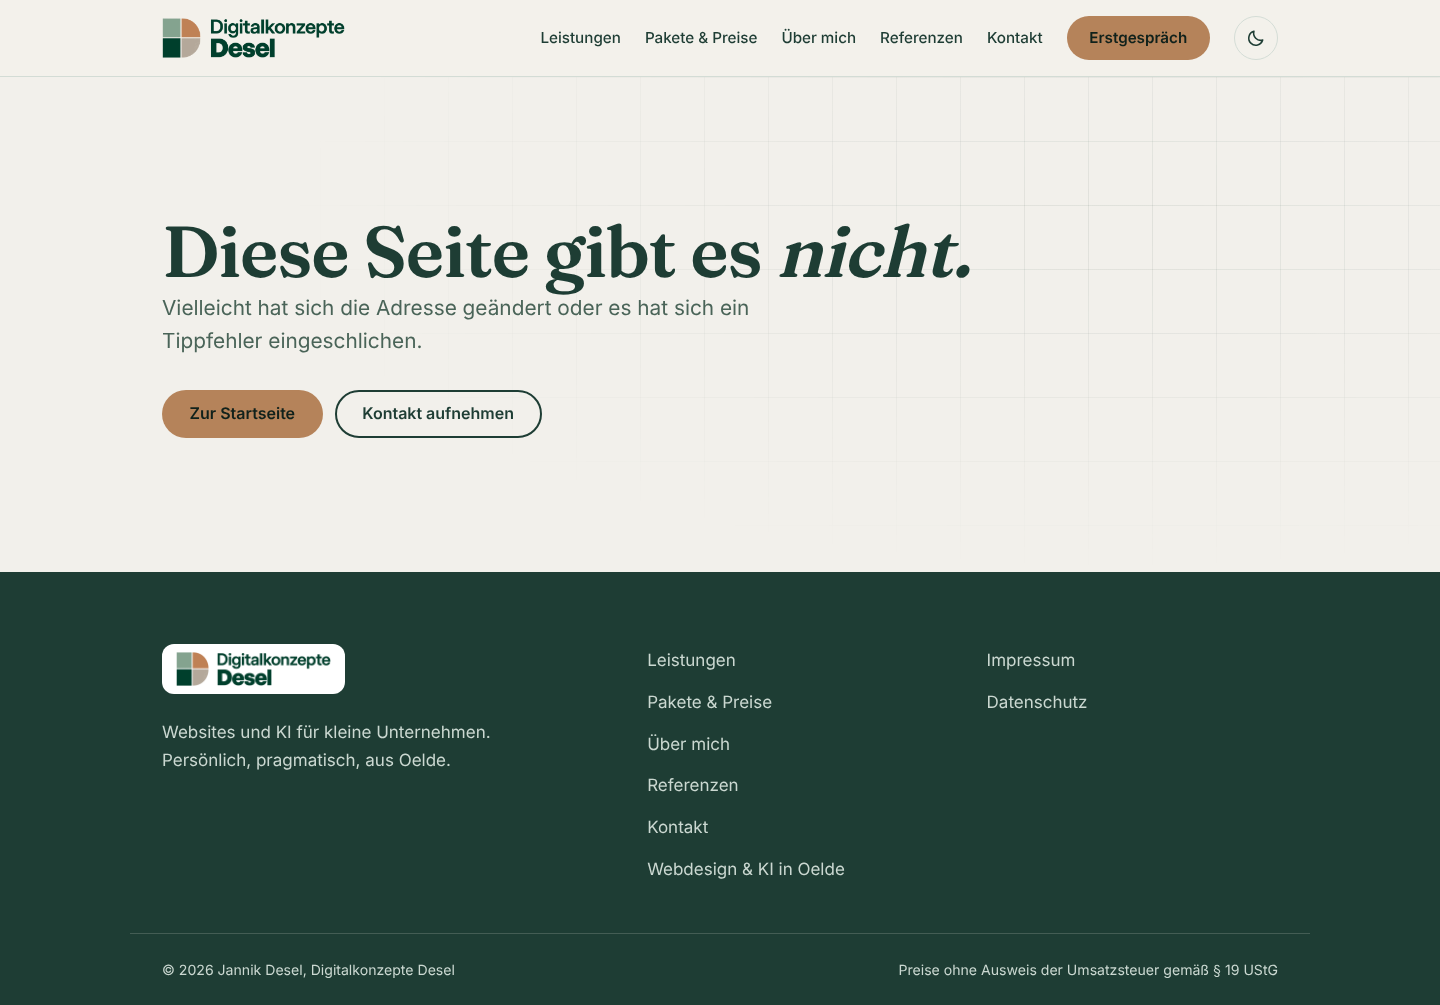 Digitalkonzepte
Desel
Leistungen
Pakete & Preise
Über mich
Referenzen
Kontakt
Erstgespräch
Diese Seite gibt es nicht.
Vielleicht hat sich die Adresse geändert oder es hat sich ein
Tippfehler eingeschlichen.
Zur Startseite
Kontakt aufnehmen
Digitalkonzepte
Desel
Websites und KI für kleine Unternehmen.
Persönlich, pragmatisch, aus Oelde.
Leistungen
Pakete & Preise
Über mich
Referenzen
Kontakt
Webdesign & KI in Oelde
Impressum
Datenschutz
© 2026 Jannik Desel, Digitalkonzepte Desel
Preise ohne Ausweis der Umsatzsteuer gemäß § 19 UStG